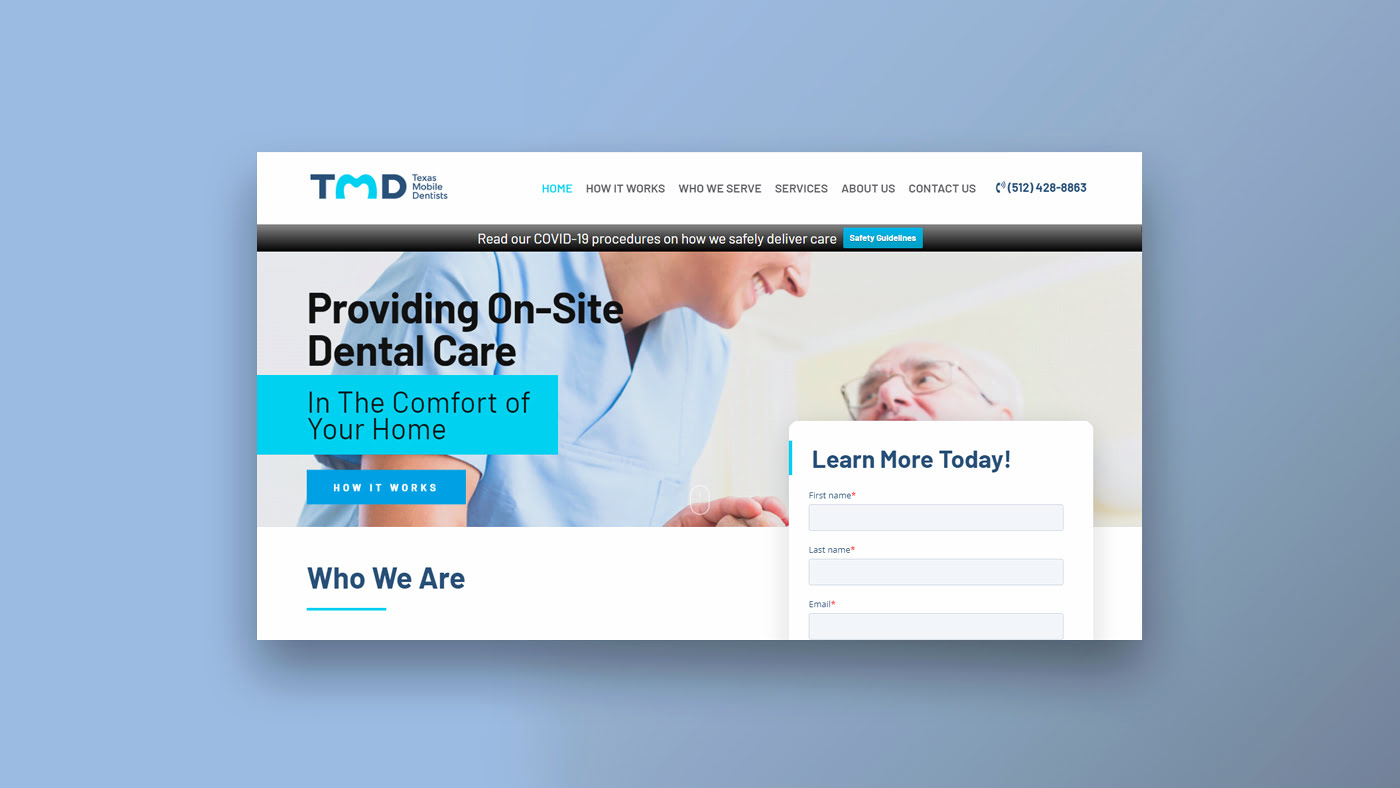 TMD Texas
Mobile
Dentists
HOME HOW IT WORKS WHO WE SERVE SERVICES ABOUT US CONTACT US (512) 428-8863
Read our COVID-19 procedures on how we safely deliver care Safety Guidelines
Providing On-Site
Dental Care
In The Comfort of
Your Home
HOW IT WORKS
Learn More Today!
First name*
Last name*
Email*
Who We Are